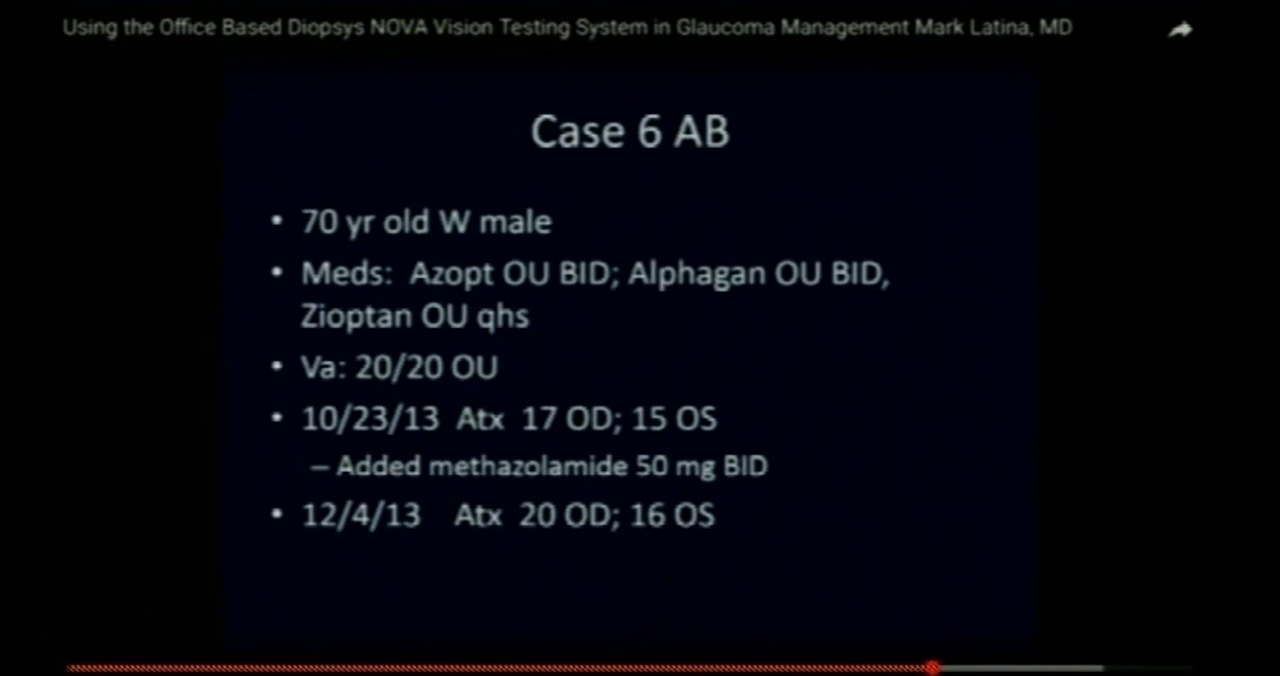 Using the Office Based Diopsys NOVA Vision Testing System in Glaucoma Management Mark Latina, MD
Case 6 AB
• 70 yr old W male
• Meds: Azopt OU BID; Alphagan OU BID,
Zioptan OU qhs
• Va: 20/20 OU
• 10/23/13 Atx 17 OD; 15 OS
– Added methazolamide 50 mg BID
• 12/4/13 Atx 20 OD; 16 OS